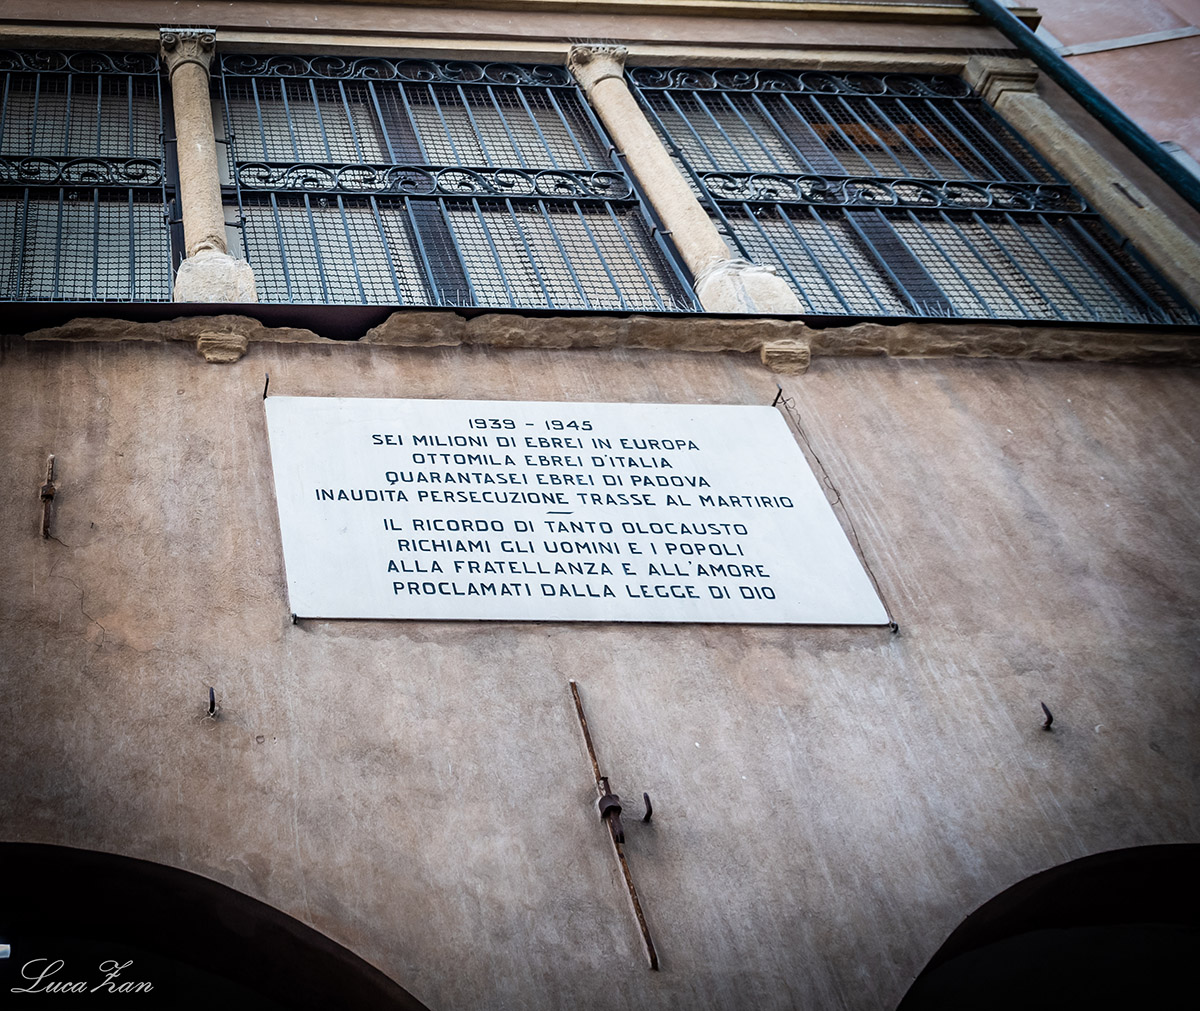 1939 - 1945
SEI MILIONI DI EBREI IN EUROPA
OTTOMILA EBREI D'ITALIA
QUARANTASEI EBREI DI PADOVA
INAUDITA PERSECUZIONE TRASSE AL MARTIRIO
IL RICORDO DI TANTO OLOCAUSTO
RICHIAMI GLI UOMINI E I POPOLI
ALLA FRATELLANZA E ALL'AMORE
PROCLAMATI DALLA LEGGE DI DIO
Luca Zan